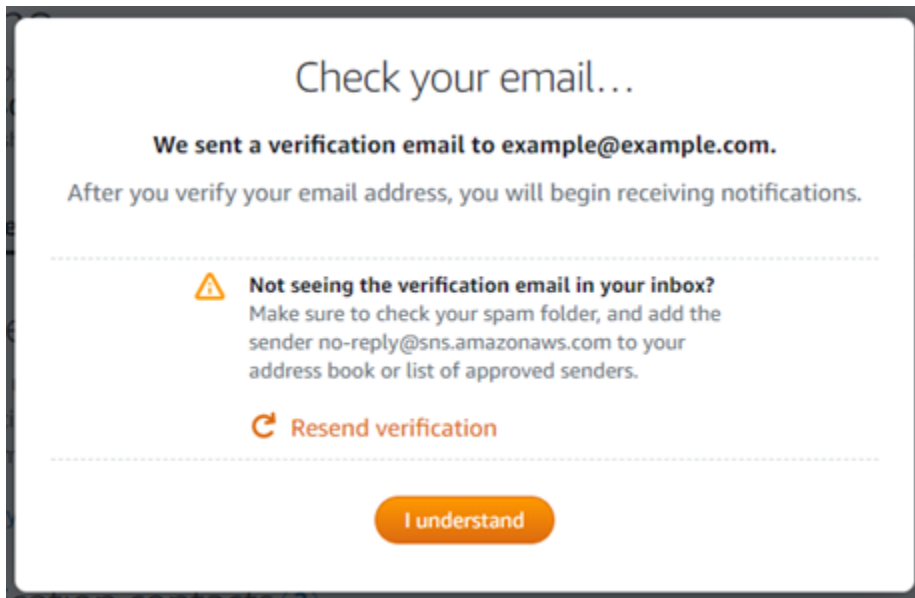 Check your email...
We sent a verification email to example@example.com.
After you verify your email address, you will begin receiving notifications.
Not seeing the verification email in your inbox?
Make sure to check your spam folder, and add the
sender no-reply@sns.amazonaws.com to your
address book or list of approved senders.
Resend verification
I understand